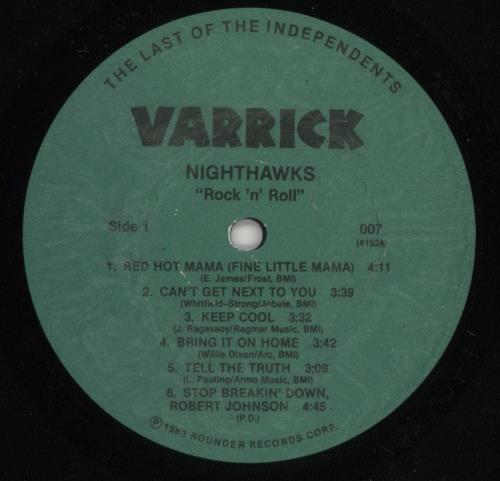 THE LAST OF THE INDEPENDENTS
VARRICK
NIGHTHAWKS
"Rock 'n' Roll"
Side 1
007
(41524)
1. RED HOT MAMA (FINE LITTLE MAMA) 4:11
(E. James/Frost, BMI)
2. CAN'T GET NEXT TO YOU 3:39
(Whitfield-Strong/Jobete, BMI)
3. KEEP COOL 3:32
(J. Ragavaoy/Ragmar Music, BMI)
4. BRING IT ON HOME 3:42
(Willie Dixon/Arc, BMI)
5. TELL THE TRUTH 3:09
(L. Pauling/Armo Music, BMI)
6. STOP BREAKIN' DOWN,
ROBERT JOHNSON 4:45
(P.D.)
Ⓟ 1983 ROUNDER RECORDS CORP.